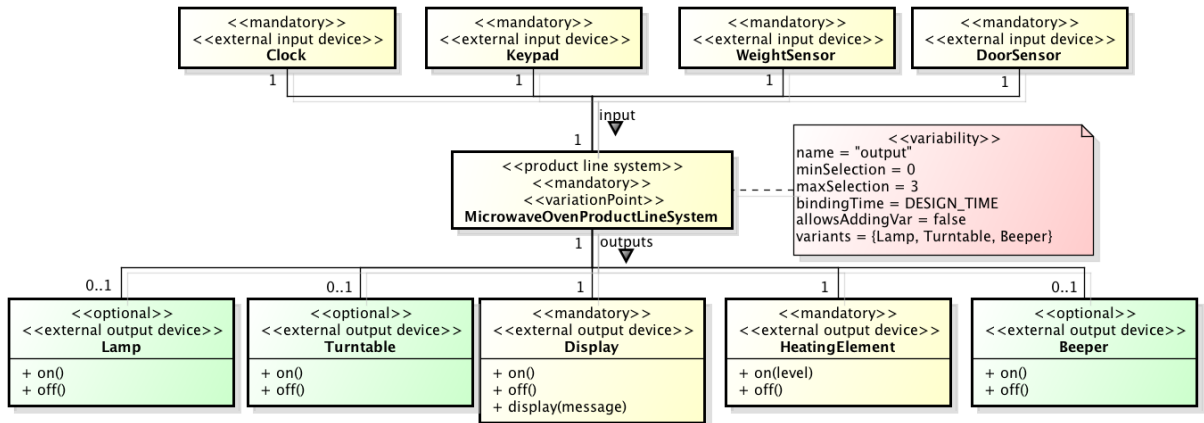 <<mandatory>>
<<external input device>>
Clock
<<mandatory>>
<<external input device>>
Keypad
<<mandatory>>
<<external input device>>
WeightSensor
<<mandatory>>
<<external input device>>
DoorSensor
1
1
1
1
input
1
<<product line system>>
<<mandatory>>
<<variationPoint>>
MicrowaveOvenProductLineSystem
<<variability>>
name = "output"
minSelection = 0
maxSelection = 3
bindingTime = DESIGN_TIME
allowsAddingVar = false
variants = {Lamp, Turntable, Beeper}
1
outputs
0..1
0..1
1
1
0..1
<<optional>>
<<external output device>>
Lamp
+ on()
+ off()
<<optional>>
<<external output device>>
Turntable
+ on()
+ off()
<<mandatory>>
<<external output device>>
Display
+ on()
+ off()
+ display(message)
<<mandatory>>
<<external output device>>
HeatingElement
+ on(level)
+ off()
<<optional>>
<<external output device>>
Beeper
+ on()
+ off()